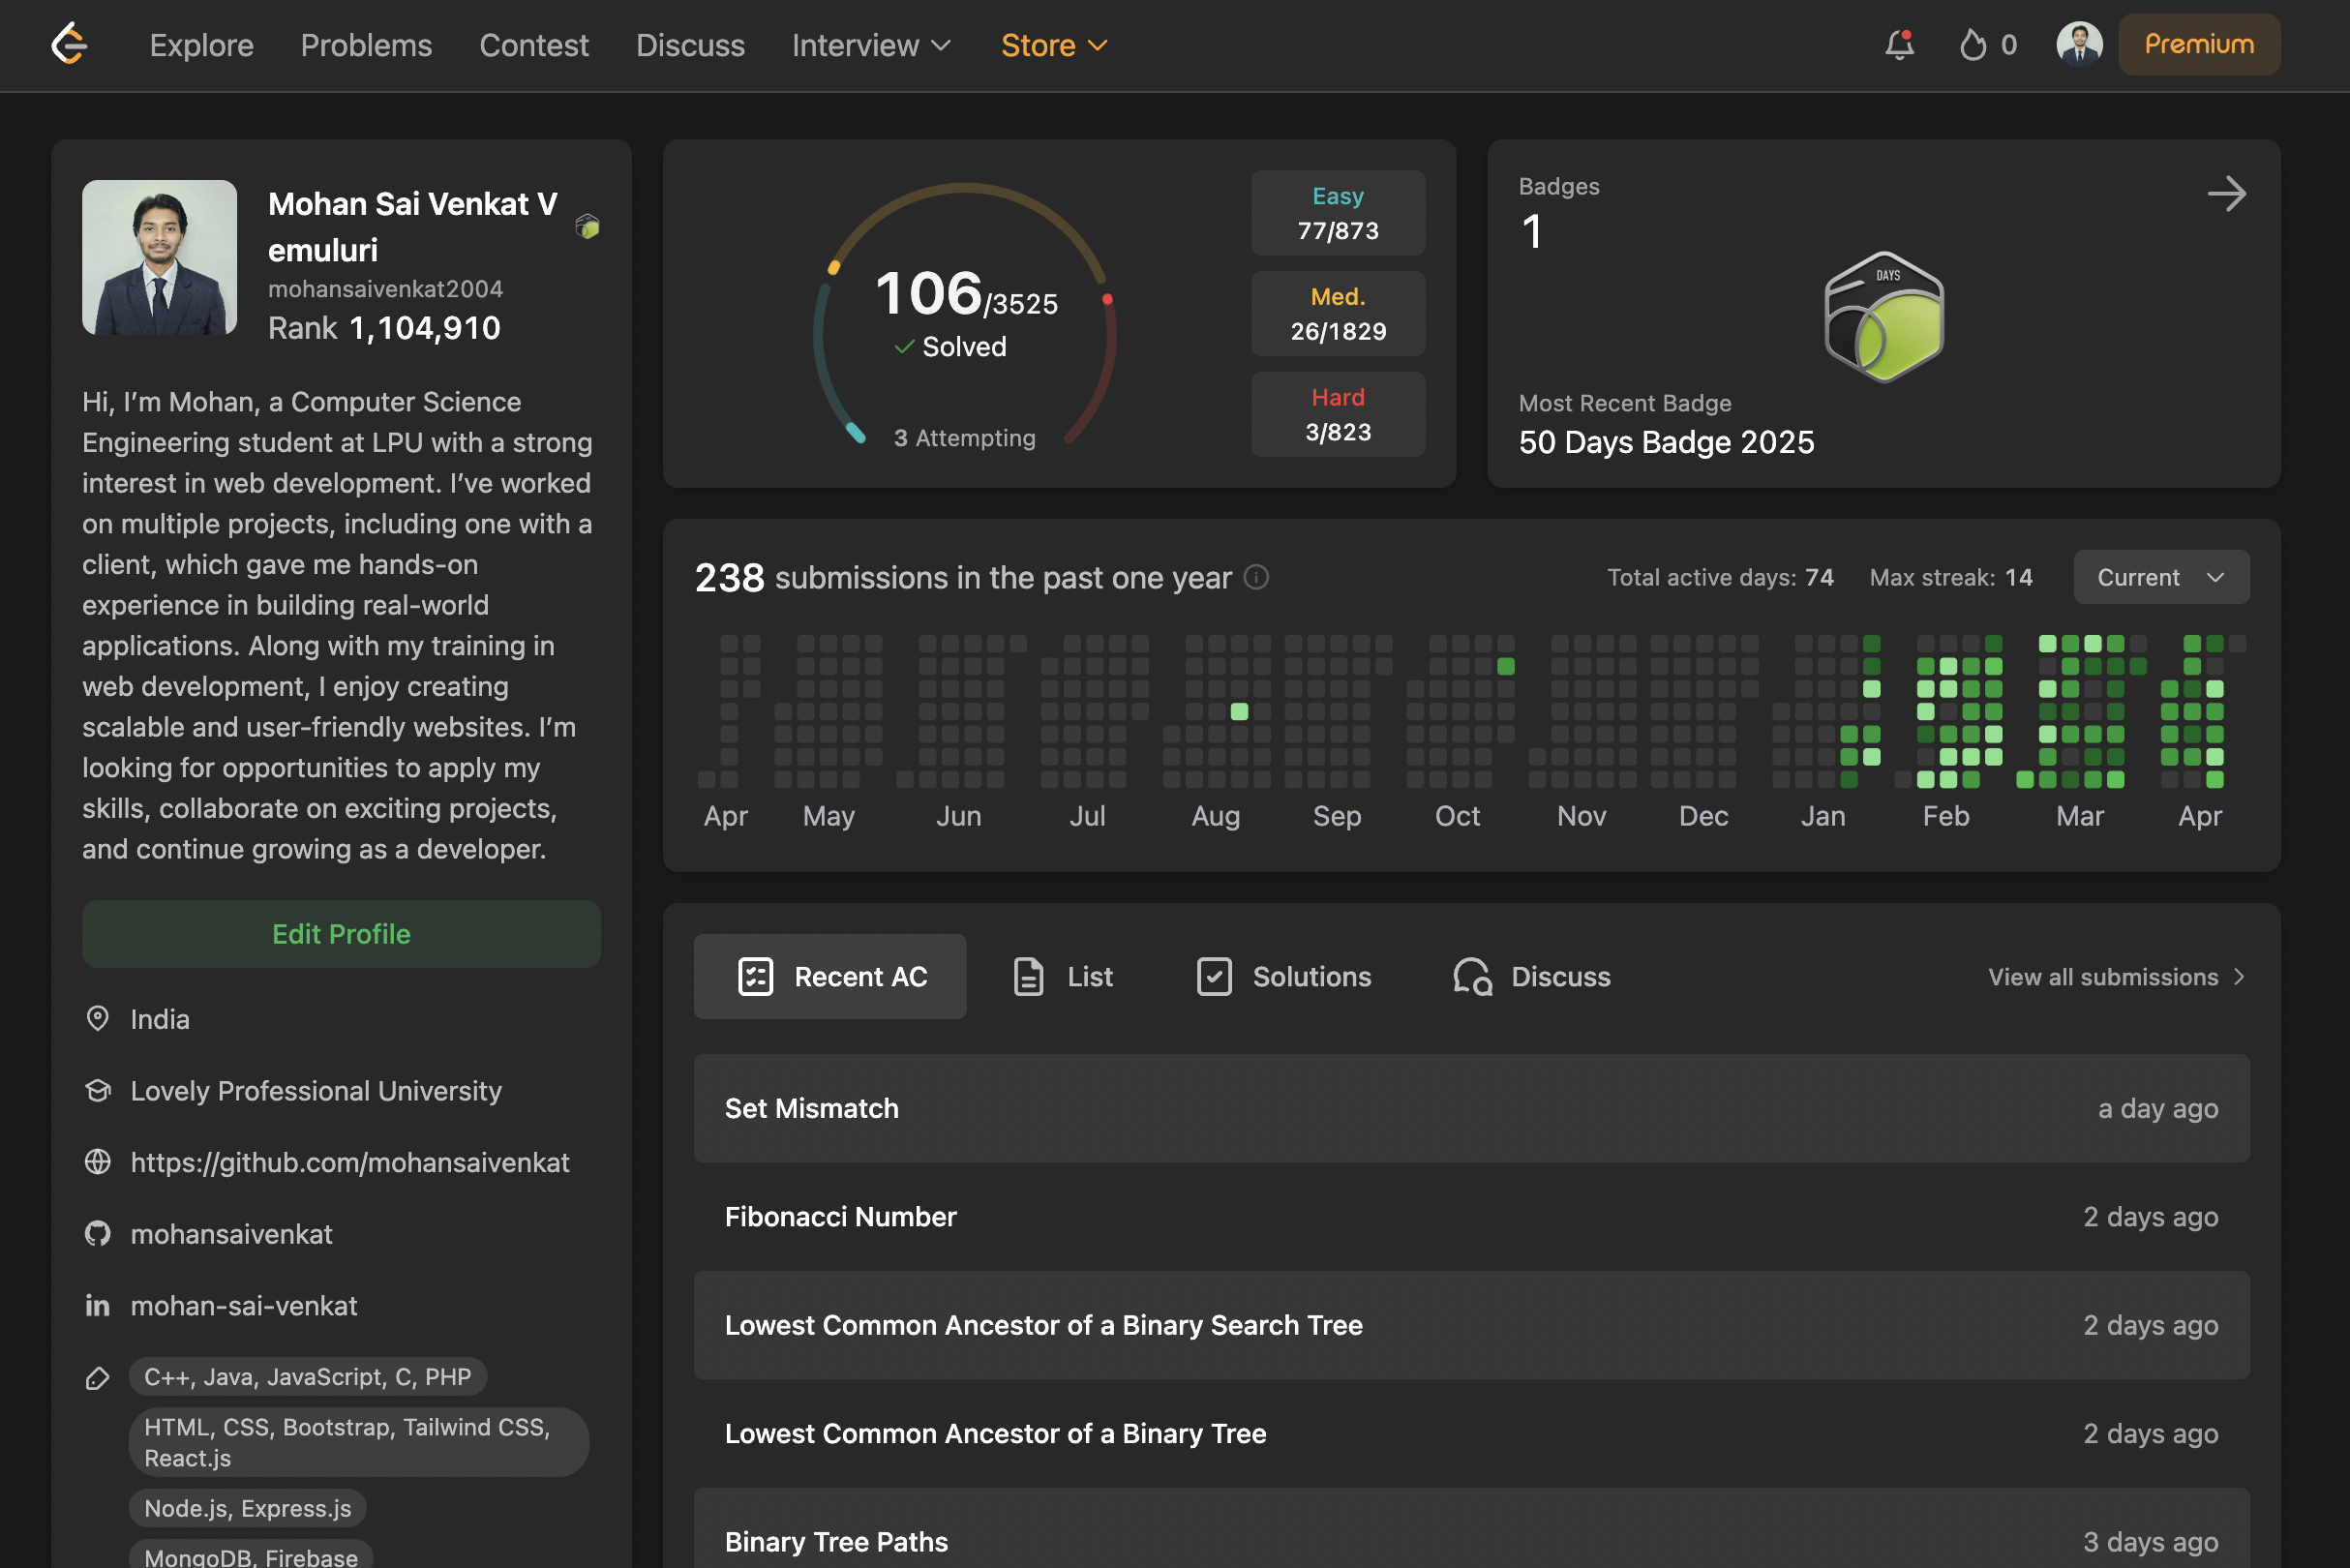 Explore Problems Contest Discuss Interview Store 0 Premium
Mohan Sai Venkat V
emuluri
mohansaivenkat2004
Rank 1,104,910
Hi, I’m Mohan, a Computer Science
Engineering student at LPU with a strong
interest in web development. I’ve worked
on multiple projects, including one with a
client, which gave me hands-on
experience in building real-world
applications. Along with my training in
web development, I enjoy creating
scalable and user-friendly websites. I’m
looking for opportunities to apply my
skills, collaborate on exciting projects,
and continue growing as a developer.
Edit Profile
India
Lovely Professional University
https://github.com/mohansaivenkat
mohansaivenkat
in mohan-sai-venkat
C++, Java, JavaScript, C, PHP
HTML, CSS, Bootstrap, Tailwind CSS,
React.js
Node.js, Express.js
MongoDB, Firebase
106/3525
Solved
3 Attempting
Easy
77/873
Med.
26/1829
Hard
3/823
Badges
1
DAYS
Most Recent Badge
50 Days Badge 2025
238 submissions in the past one year
Total active days: 74 Max streak: 14 Current
Apr May Jun Jul Aug Sep Oct Nov Dec Jan Feb Mar Apr
Recent AC List Solutions Discuss View all submissions
Set Mismatch a day ago
Fibonacci Number 2 days ago
Lowest Common Ancestor of a Binary Search Tree 2 days ago
Lowest Common Ancestor of a Binary Tree 2 days ago
Binary Tree Paths 3 days ago